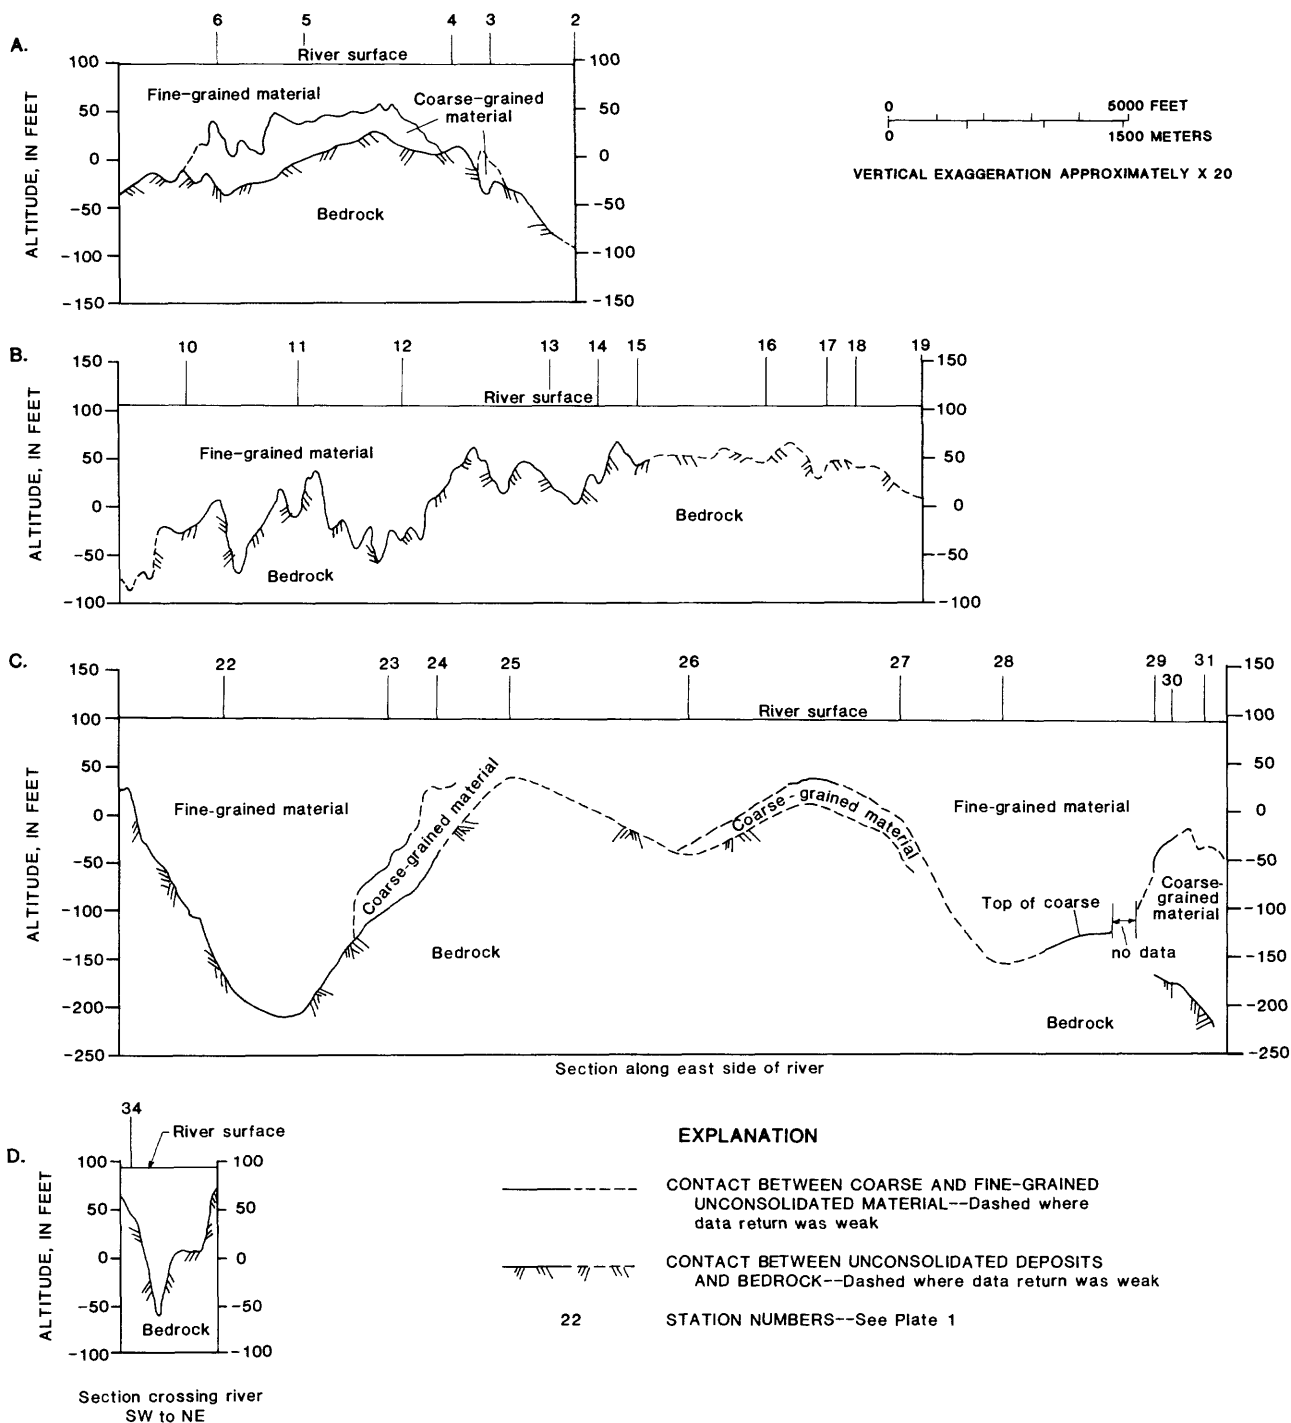 A.
6 5 4 3 2
River surface
100 100
Fine-grained material
Coarse-grained
material
50 50
0 0
-50 -50
Bedrock
-100 -100
-150 -150
ALTITUDE, IN FEET
0 5000 FEET
0 1500 METERS
VERTICAL EXAGGERATION APPROXIMATELY X 20
B.
10 11 12 13 14 15 16 17 18 19
150 150
River surface
100 100
Fine-grained material
50 50
0 0
Bedrock
-50 -50
Bedrock
-100 -100
ALTITUDE, IN FEET
C.
22 23 24 25 26 27 28 29 30 31
150 150
River surface
100 100
50 50
Fine-grained material
Coarse-grained material
Coarse-grained material
Fine-grained material
0 0
-50 -50
Coarse-
grained
material
Top of coarse
-100 -100
no data
Bedrock
-150 -150
-200 -200
Bedrock
-250 -250
ALTITUDE, IN FEET
Section along east side of river
D.
34
River surface
100 100
50 50
0 0
-50 -50
Bedrock
-100 -100
ALTITUDE, IN FEET
Section crossing river
SW to NE
EXPLANATION
CONTACT BETWEEN COARSE AND FINE-GRAINED
UNCONSOLIDATED MATERIAL--Dashed where
data return was weak
CONTACT BETWEEN UNCONSOLIDATED DEPOSITS
AND BEDROCK--Dashed where data return was weak
22 STATION NUMBERS--See Plate 1